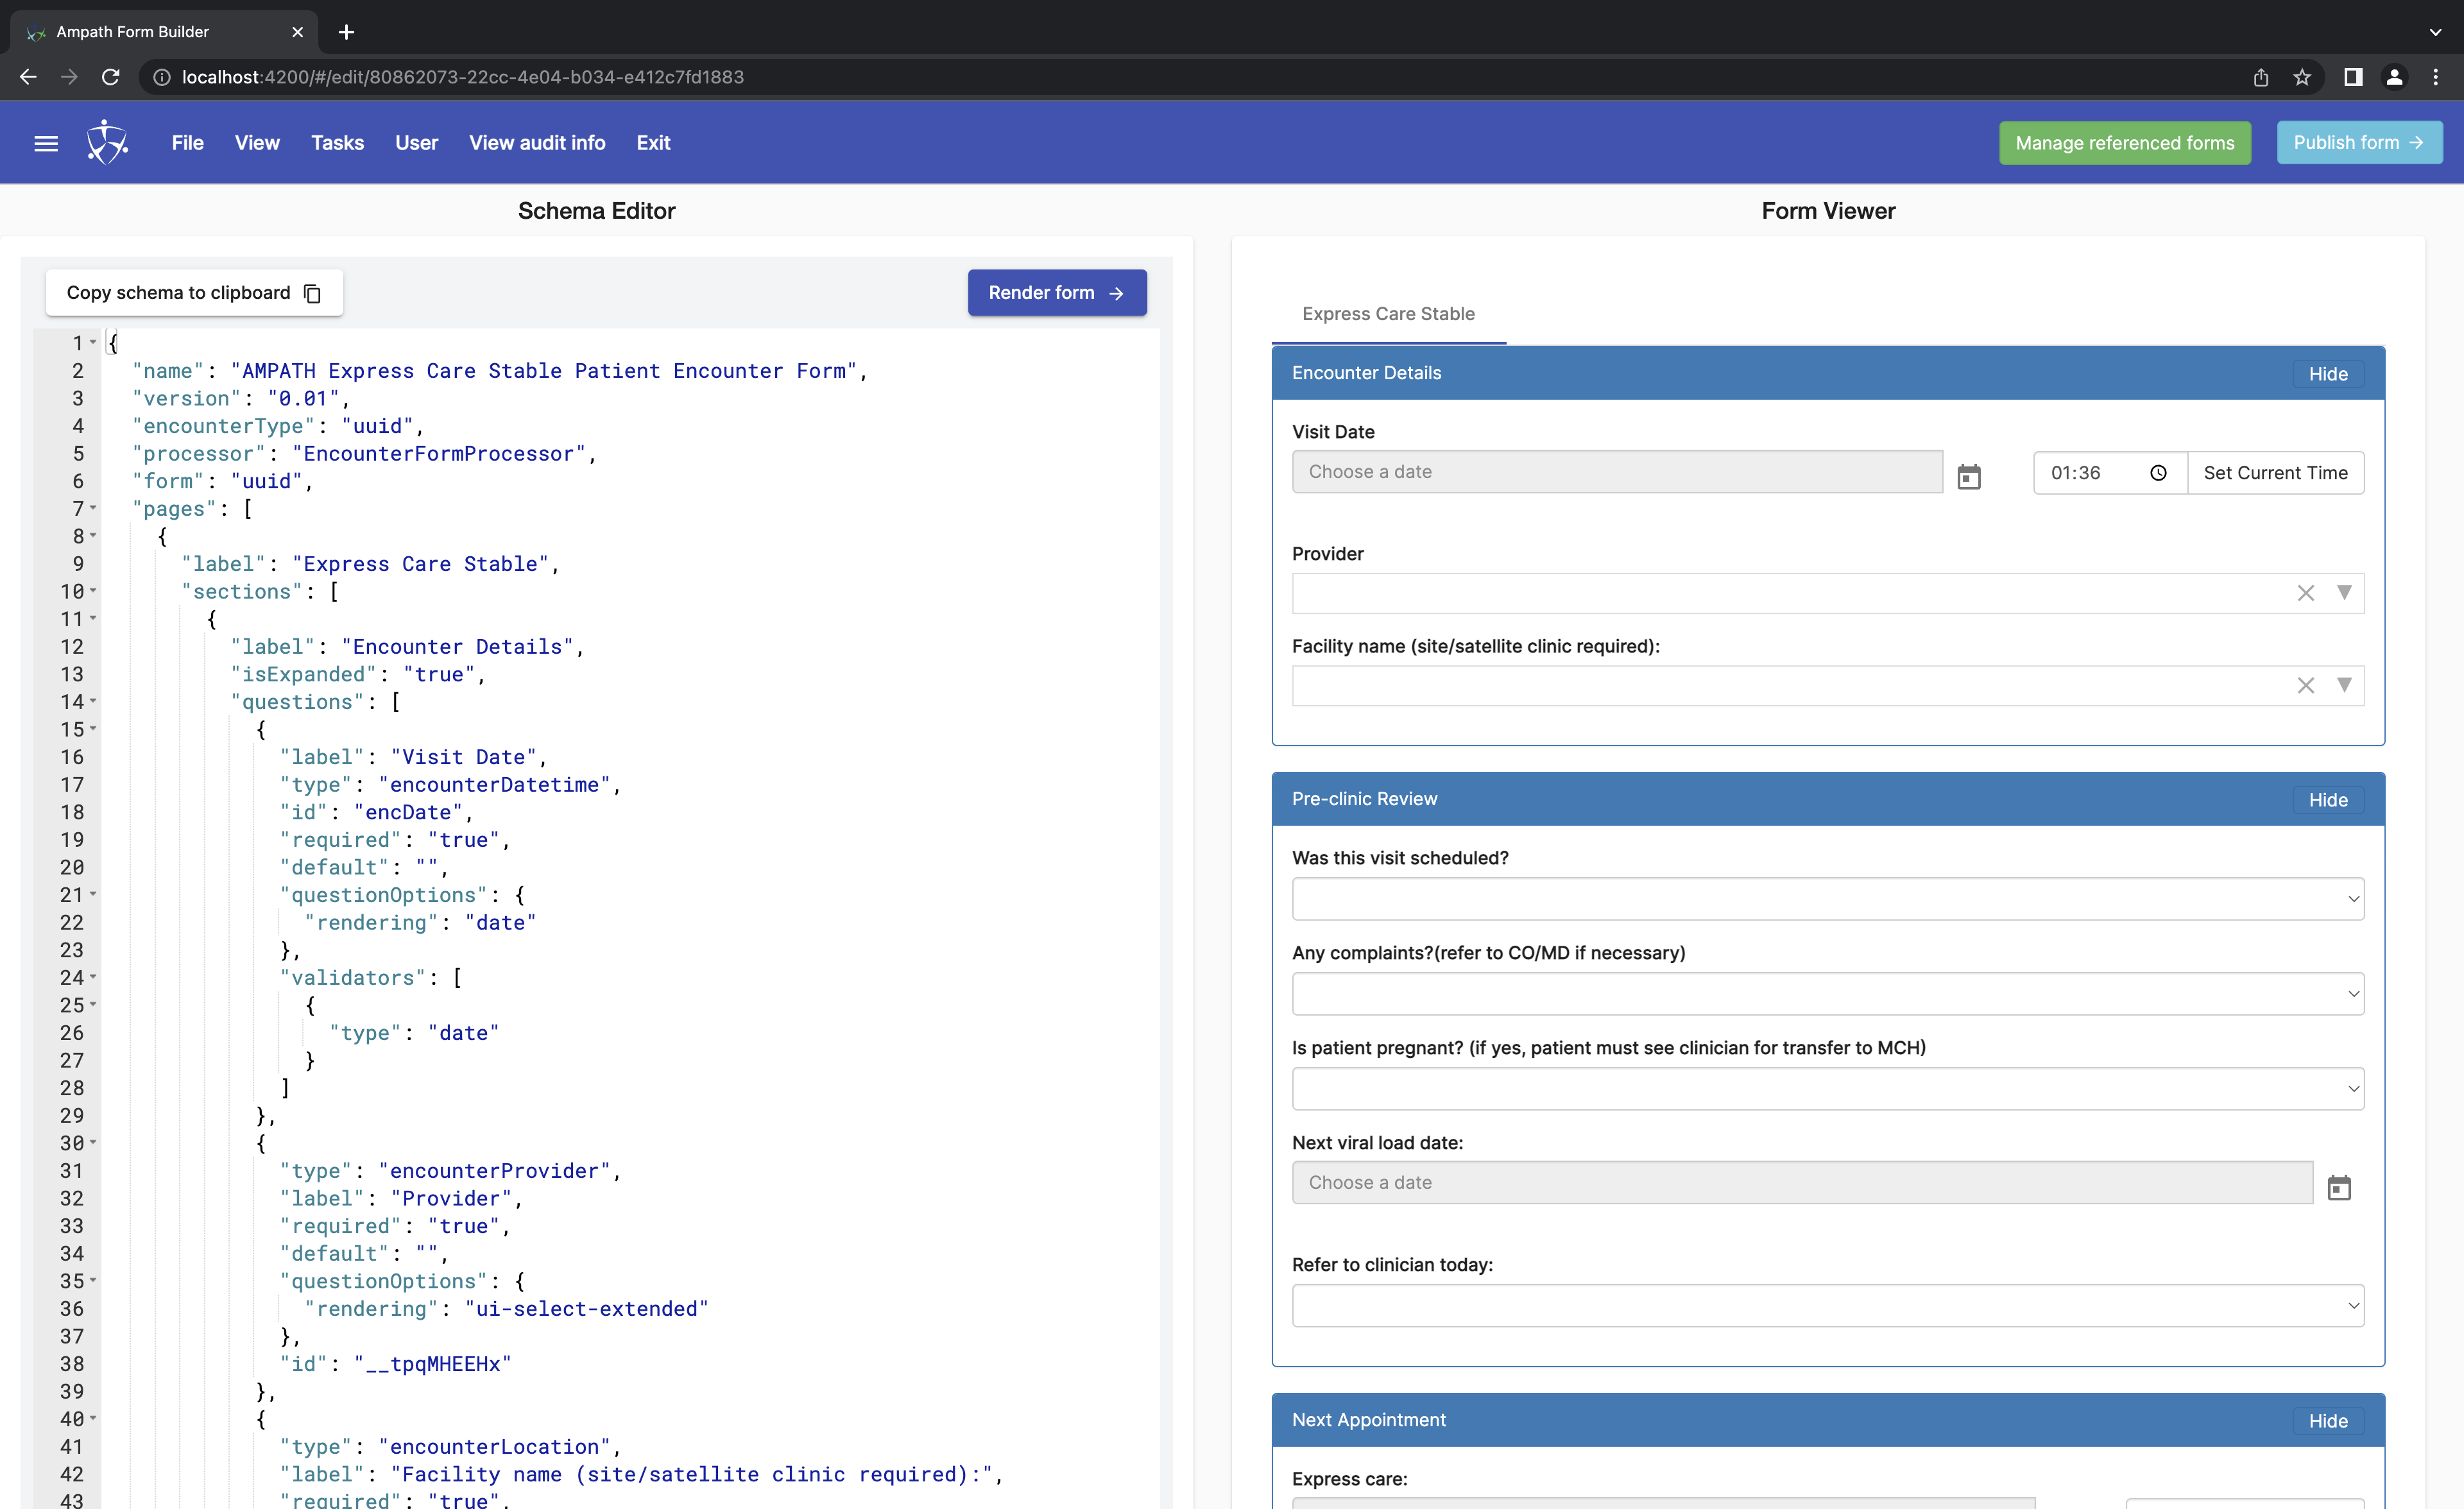 Ampath Form Builder
localhost:4200/#/edit/80862073-22cc-4e04-b034-e412c7fd1883
File View Tasks User View audit info Exit
Manage referenced forms
Publish form
Schema Editor
Copy schema to clipboard
Render form
1 {
2 "name": "AMPATH Express Care Stable Patient Encounter Form",
3 "version": "0.01",
4 "encounterType": "uuid",
5 "processor": "EncounterFormProcessor",
6 "form": "uuid",
7 "pages": [
8 {
9 "label": "Express Care Stable",
10 "sections": [
11 {
12 "label": "Encounter Details",
13 "isExpanded": "true",
14 "questions": [
15 {
16 "label": "Visit Date",
17 "type": "encounterDatetime",
18 "id": "encDate",
19 "required": "true",
20 "default": "",
21 "questionOptions": {
22 "rendering": "date"
23 },
24 "validators": [
25 {
26 "type": "date"
27 }
28 ]
29 },
30 {
31 "type": "encounterProvider",
32 "label": "Provider",
33 "required": "true",
34 "default": "",
35 "questionOptions": {
36 "rendering": "ui-select-extended"
37 },
38 "id": "__tpqMHEEHx"
39 },
40 {
41 "type": "encounterLocation",
42 "label": "Facility name (site/satellite clinic required):",
43 "required": "true",
Form Viewer
Express Care Stable
Encounter Details Hide
Visit Date
Choose a date 01:36 Set Current Time
Provider
Facility name (site/satellite clinic required):
Pre-clinic Review Hide
Was this visit scheduled?
Any complaints?(refer to CO/MD if necessary)
Is patient pregnant? (if yes, patient must see clinician for transfer to MCH)
Next viral load date:
Choose a date
Refer to clinician today:
Next Appointment Hide
Express care: